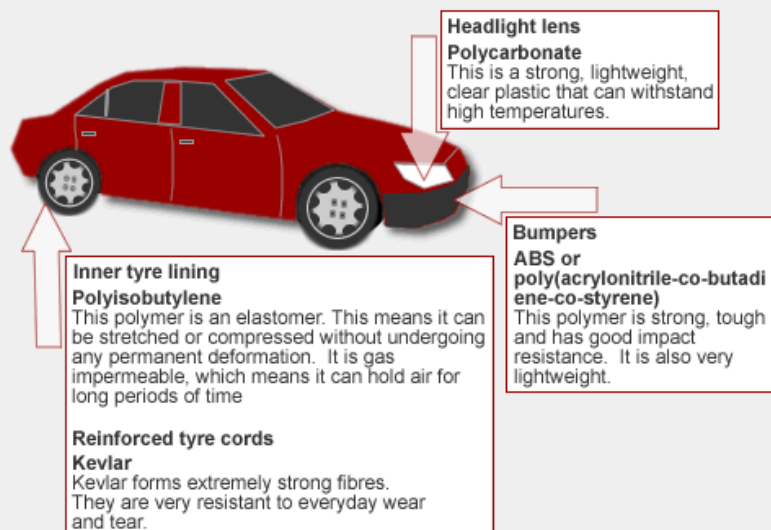 Headlight lens
Polycarbonate
This is a strong, lightweight,
clear plastic that can withstand
high temperatures.
Bumpers
ABS or
poly(acrylonitrile-co-butadi
ene-co-styrene)
This polymer is strong, tough
and has good impact
resistance.  It is also very
lightweight.
Inner tyre lining
Polyisobutylene
This polymer is an elastomer. This means it can
be stretched or compressed without undergoing
any permanent deformation.  It is gas
impermeable, which means it can hold air for
long periods of time
Reinforced tyre cords
Kevlar
Kevlar forms extremely strong fibres.
They are very resistant to everyday wear
and tear.